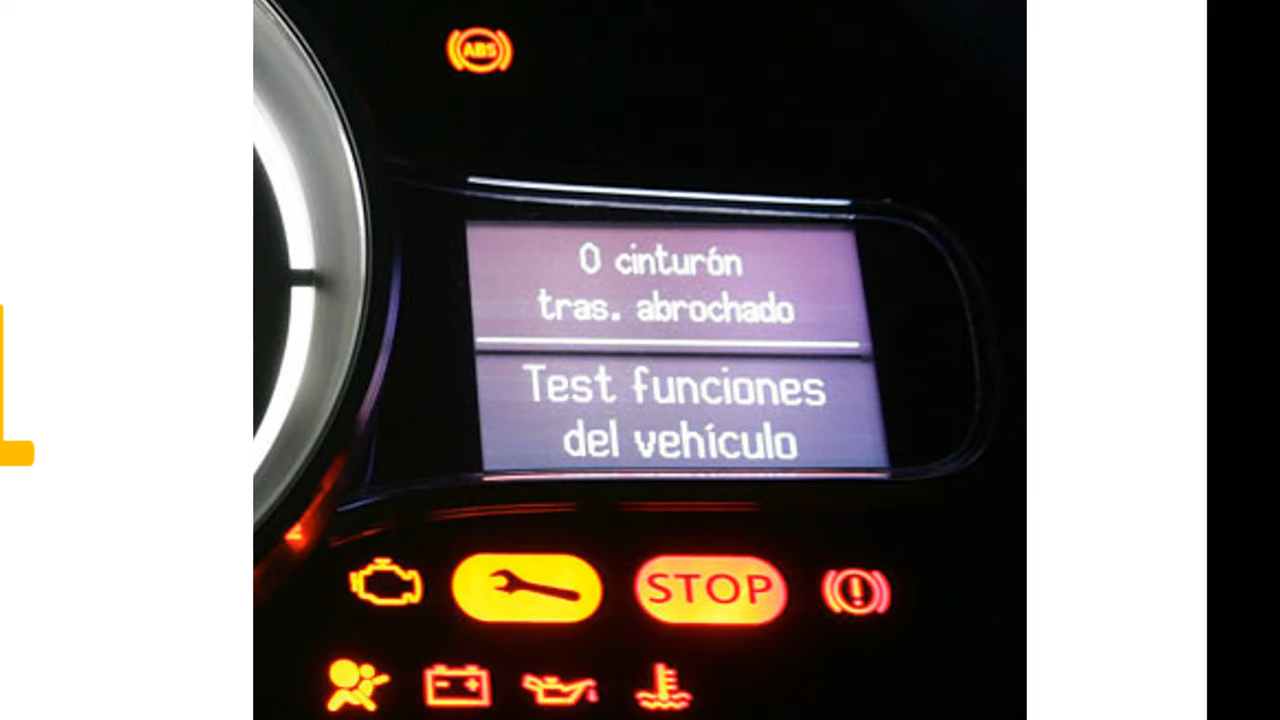 ABS
0 cinturón
tras. abrochado
Test funciones
del vehículo
STOP